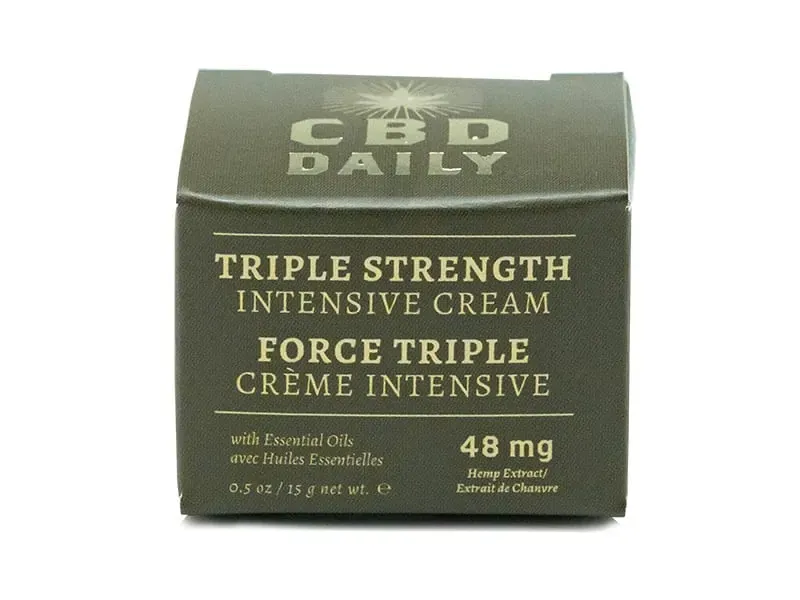 CBD
DAILY
TRIPLE STRENGTH
INTENSIVE CREAM
FORCE TRIPLE
CRÈME INTENSIVE
with Essential Oils
avec Huiles Essentielles
0.5 oz / 15 g net wt. ℮
48 mg
Hemp Extract/
Extrait de Chanvre